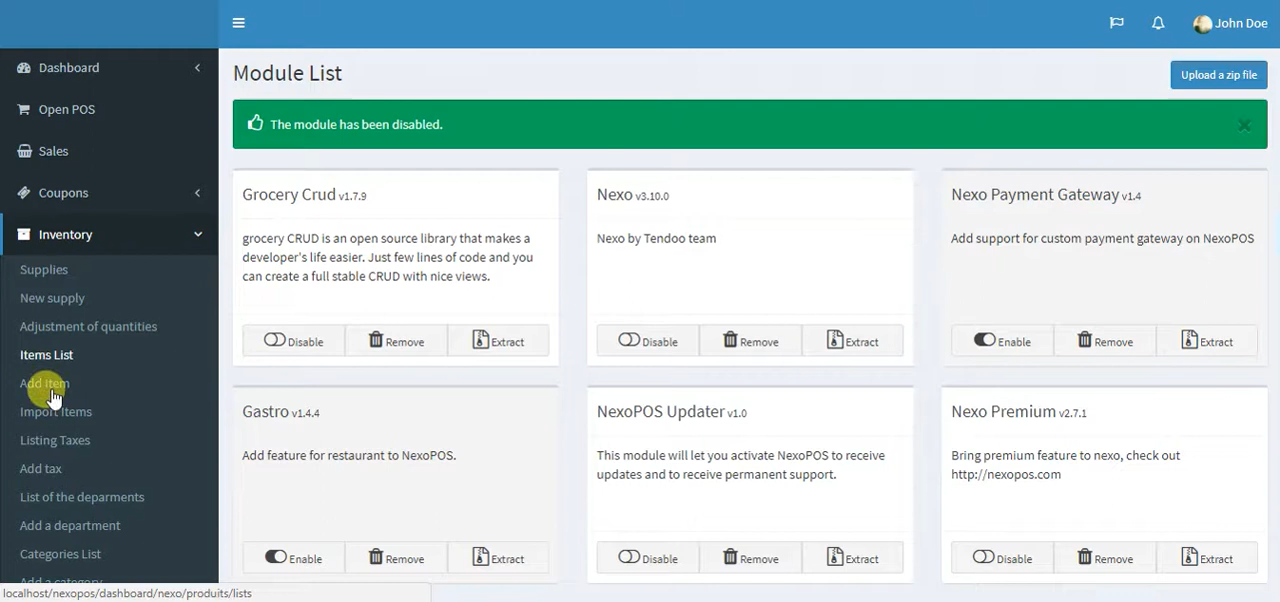 John Doe
Dashboard
Open POS
Sales
Coupons
Inventory
Supplies
New supply
Adjustment of quantities
Items List
Add item
Import Items
Listing Taxes
Add tax
List of the deparments
Add a department
Categories List
Add a category
localhost/nexopos/dashboard/nexo/produits/lists
Module List
Upload a zip file
The module has been disabled.
Grocery Crud v1.7.9
grocery CRUD is an open source library that makes a
developer's life easier. Just few lines of code and you
can create a full stable CRUD with nice views.
Disable Remove Extract
Nexo v3.10.0
Nexo by Tendoo team
Disable Remove Extract
Nexo Payment Gateway v1.4
Add support for custom payment gateway on NexoPOS
Enable Remove Extract
Gastro v1.4.4
Add feature for restaurant to NexoPOS.
Enable Remove Extract
NexoPOS Updater v1.0
This module will let you activate NexoPOS to receive
updates and to receive permanent support.
Disable Remove Extract
Nexo Premium v2.7.1
Bring premium feature to nexo, check out
http://nexopos.com
Disable Remove Extract